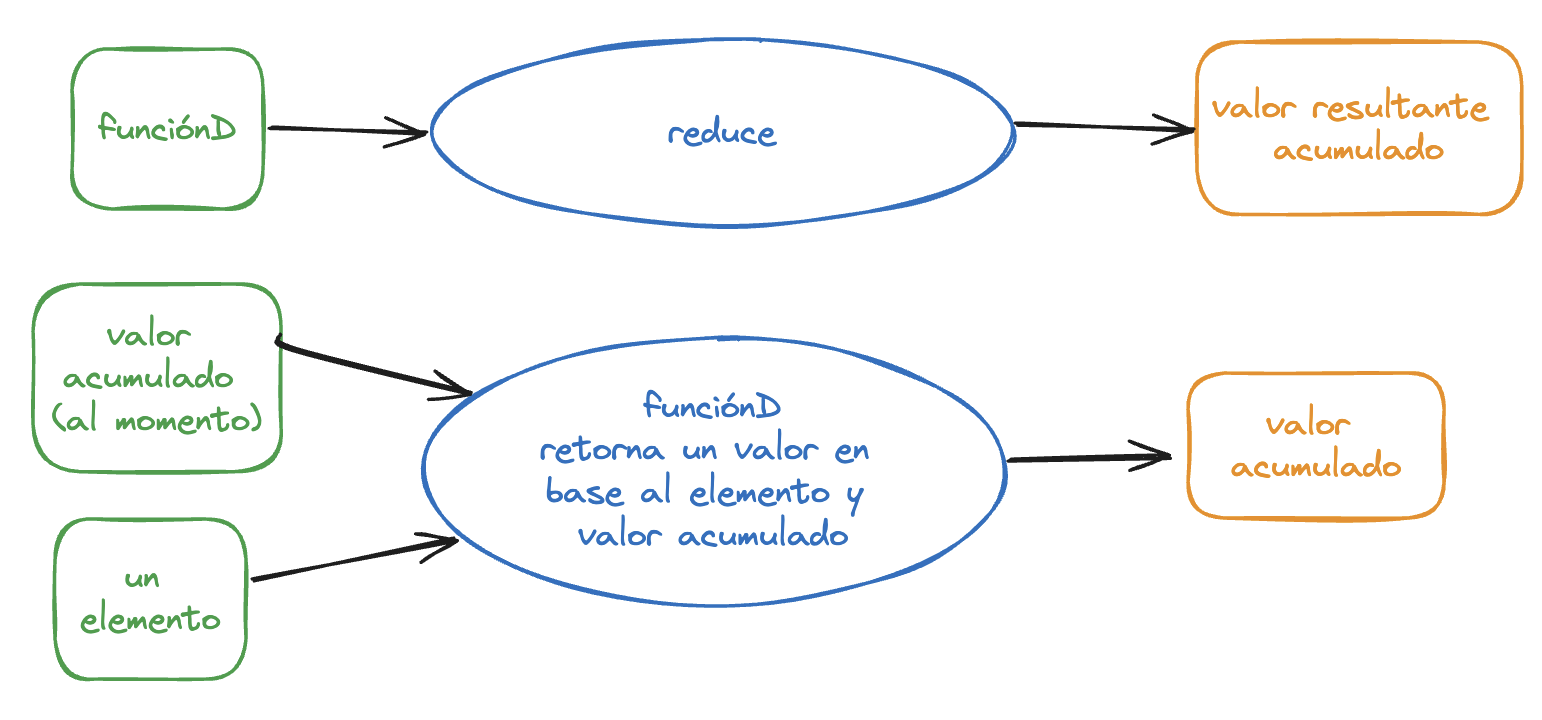 funciónD
reduce
valor resultante
acumulado
valor
acumulado
(al momento)
un
elemento
funciónD
retorna un valor en
base al elemento y
valor acumulado
valor
acumulado